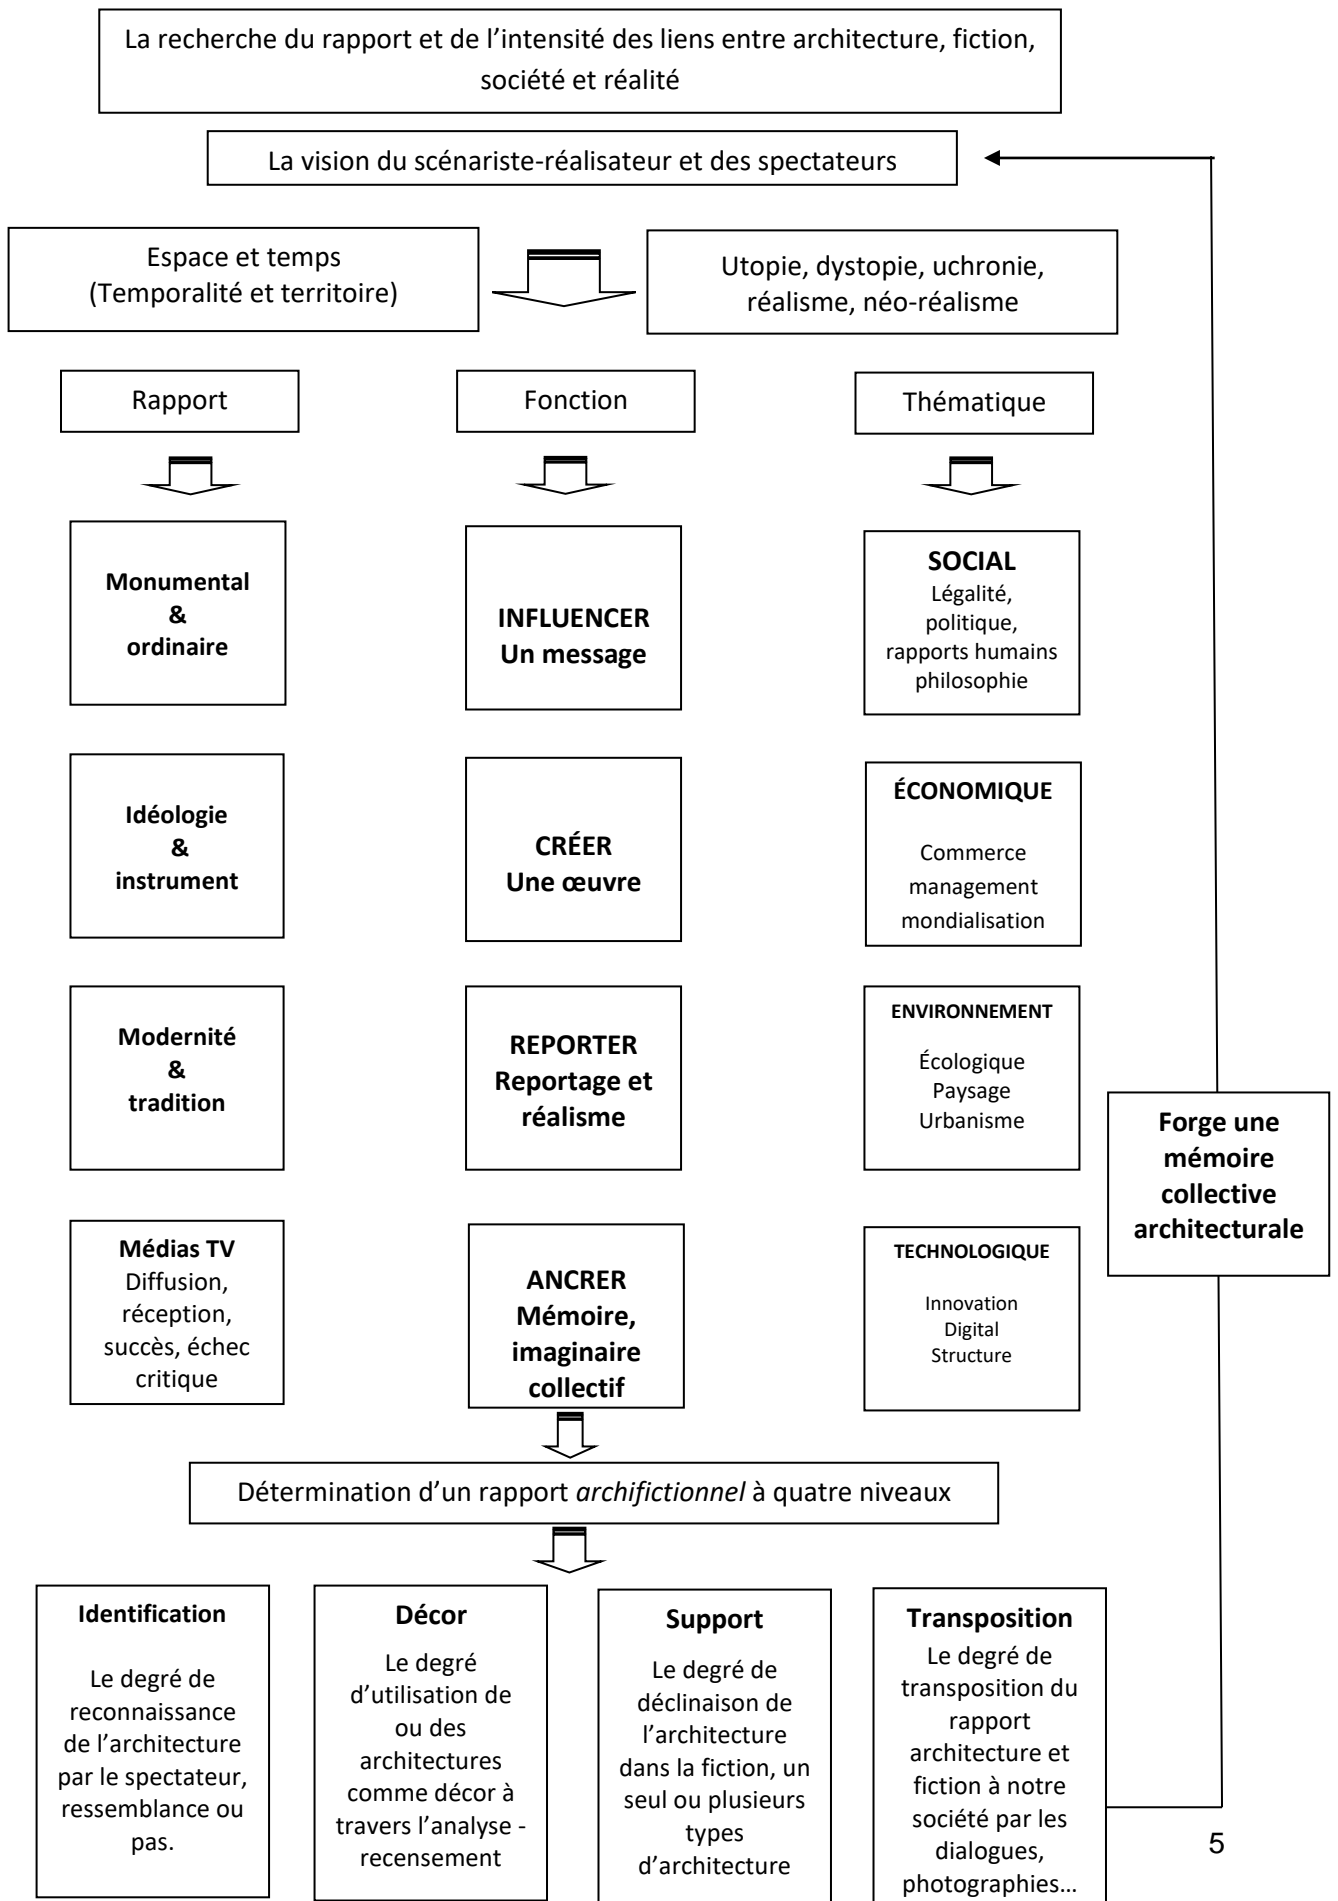 La recherche du rapport et de l’intensité des liens entre architecture, fiction,
société et réalité
La vision du scénariste-réalisateur et des spectateurs
Espace et temps
(Temporalité et territoire)
Utopie, dystopie, uchronie,
réalisme, néo-réalisme
Rapport
Fonction
Thématique
Monumental
&
ordinaire
INFLUENCER
Un message
SOCIAL
Légalité,
politique,
rapports humains
philosophie
Idéologie
&
instrument
CRÉER
Une œuvre
ÉCONOMIQUE
Commerce
management
mondialisation
Modernité
&
tradition
REPORTER
Reportage et
réalisme
ENVIRONNEMENT
Écologique
Paysage
Urbanisme
Forge une
mémoire
collective
architecturale
Médias TV
Diffusion,
réception,
succès, échec
critique
ANCRER
Mémoire,
imaginaire
collectif
TECHNOLOGIQUE
Innovation
Digital
Structure
Détermination d’un rapport archifictionnel à quatre niveaux
Identification
Le degré de
reconnaissance
de l’architecture
par le spectateur,
ressemblance ou
pas.
Décor
Le degré
d’utilisation de
ou des
architectures
comme décor à
travers l’analyse -
recensement
Support
Le degré de
déclinaison de
l’architecture
dans la fiction, un
seul ou plusieurs
types
d’architecture
Transposition
Le degré de
transposition du
rapport
architecture et
fiction à notre
société par les
dialogues,
photographies…
5